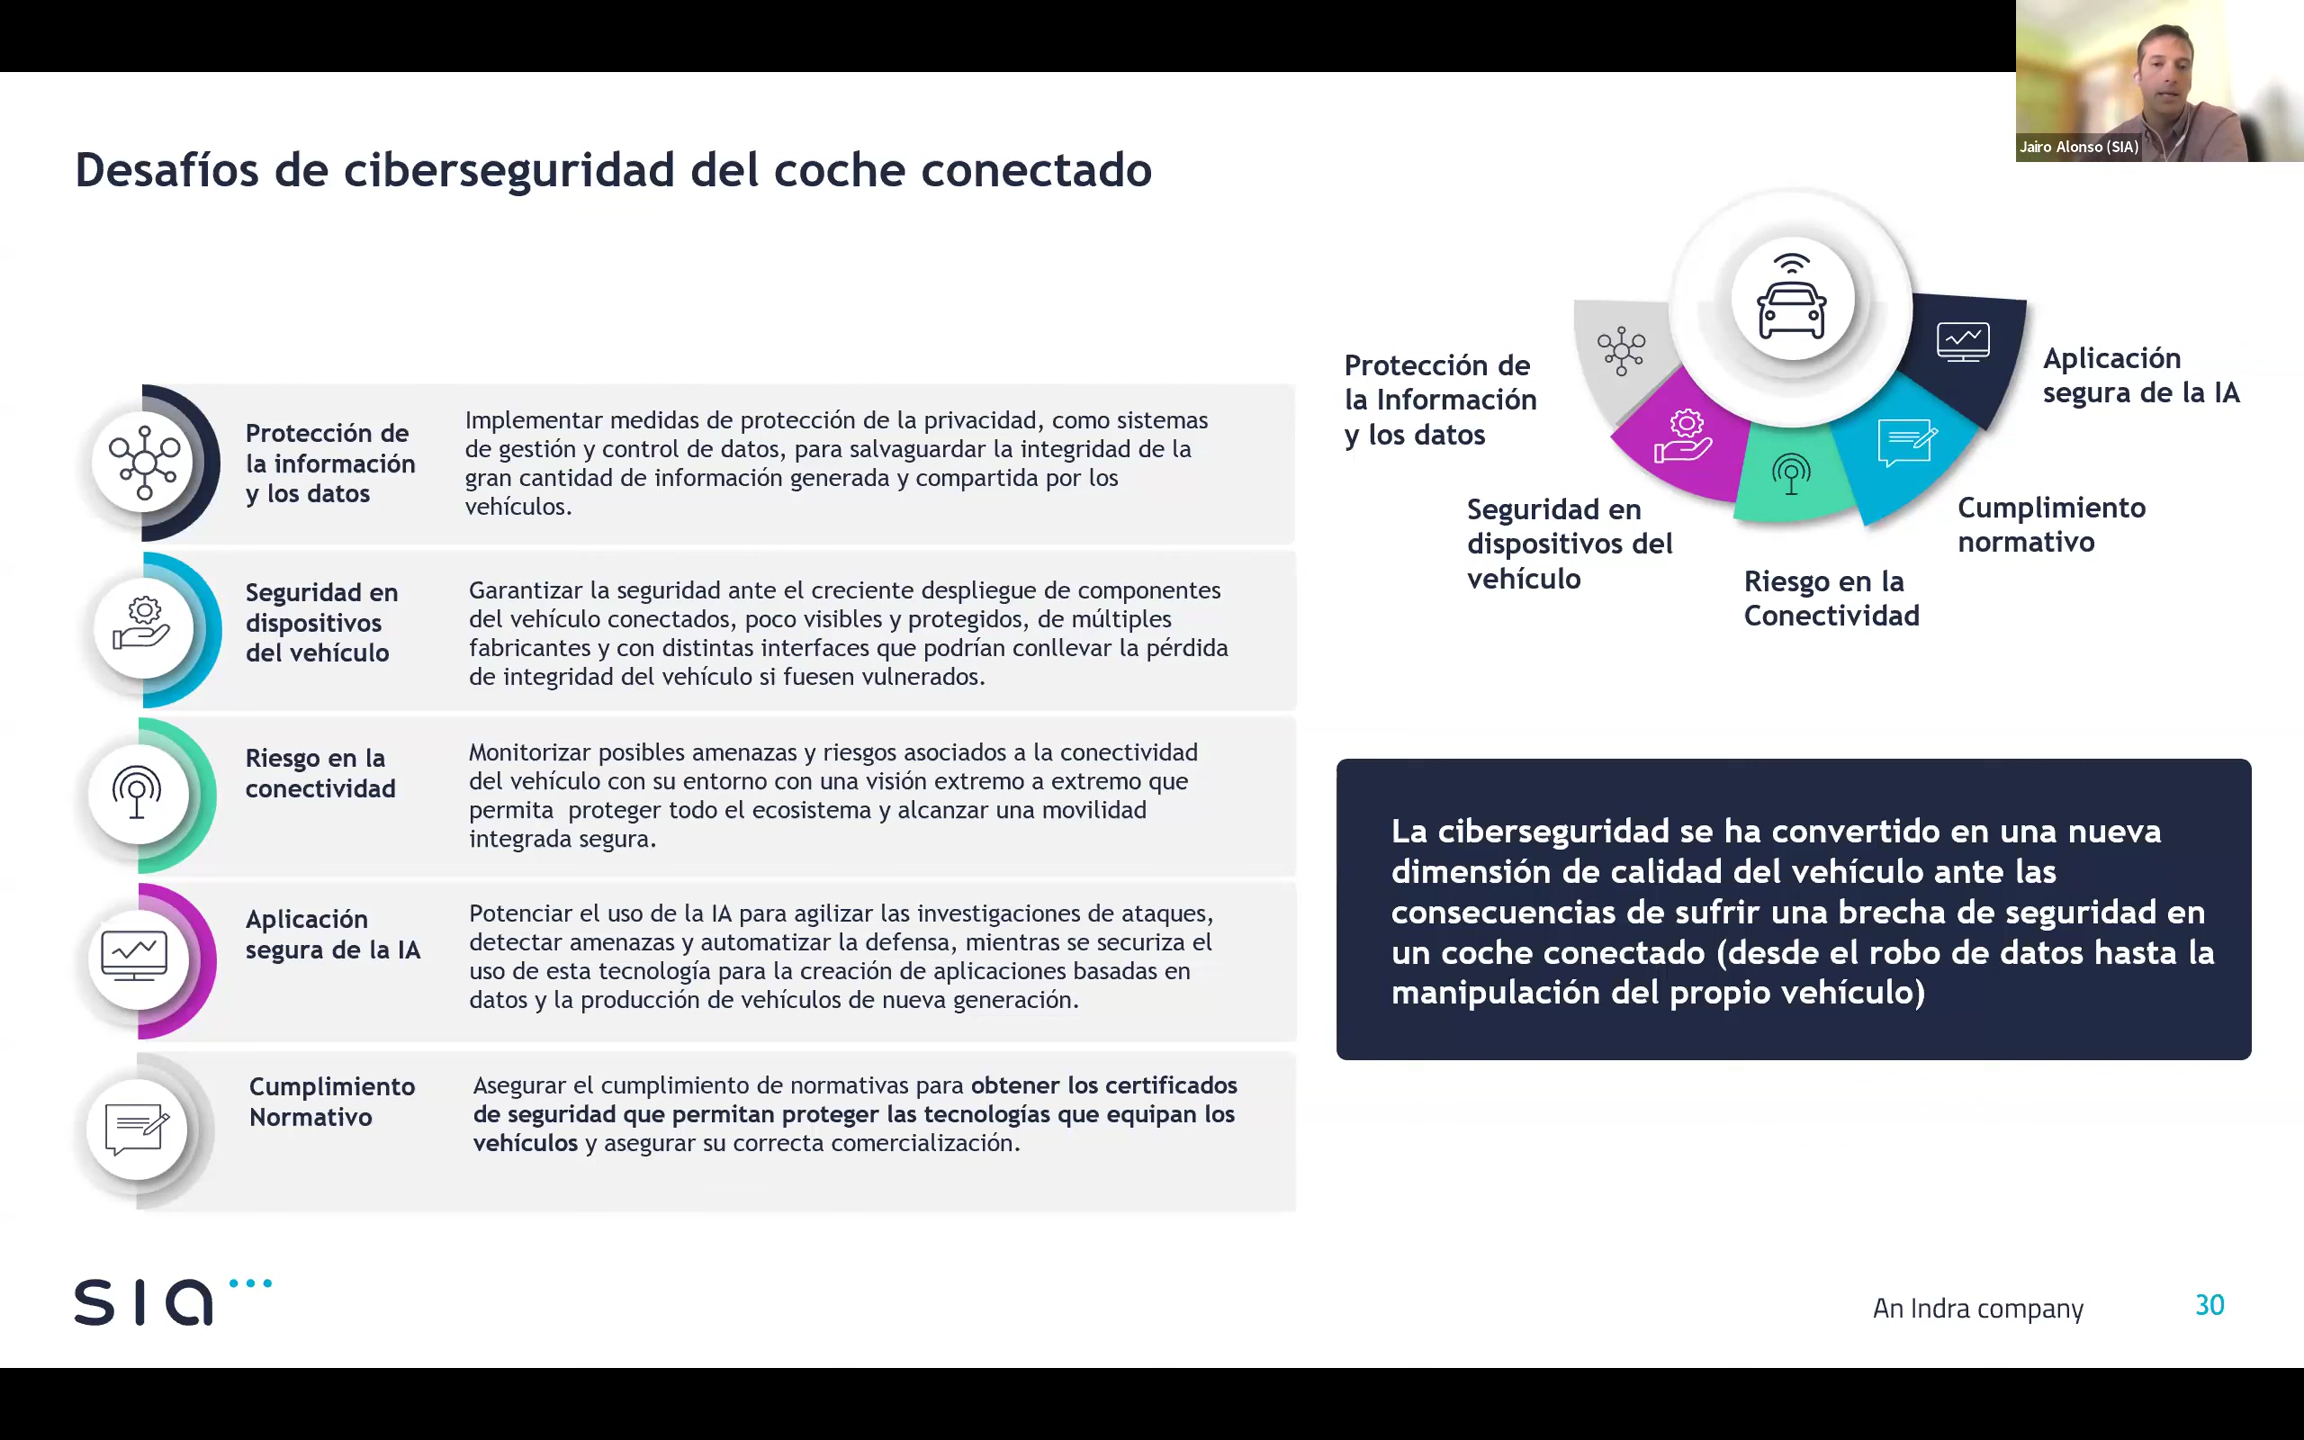 Jairo Alonso (SIA)
Desafíos de ciberseguridad del coche conectado
Protección de
la información
y los datos
Implementar medidas de protección de la privacidad, como sistemas
de gestión y control de datos, para salvaguardar la integridad de la
gran cantidad de información generada y compartida por los
vehículos.
Seguridad en
dispositivos
del vehículo
Garantizar la seguridad ante el creciente despliegue de componentes
del vehículo conectados, poco visibles y protegidos, de múltiples
fabricantes y con distintas interfaces que podrían conllevar la pérdida
de integridad del vehículo si fuesen vulnerados.
Riesgo en la
conectividad
Monitorizar posibles amenazas y riesgos asociados a la conectividad
del vehículo con su entorno con una visión extremo a extremo que
permita  proteger todo el ecosistema y alcanzar una movilidad
integrada segura.
Aplicación
segura de la IA
Potenciar el uso de la IA para agilizar las investigaciones de ataques,
detectar amenazas y automatizar la defensa, mientras se securiza el
uso de esta tecnología para la creación de aplicaciones basadas en
datos y la producción de vehículos de nueva generación.
Cumplimiento
Normativo
Asegurar el cumplimiento de normativas para obtener los certificados
de seguridad que permitan proteger las tecnologías que equipan los
vehículos y asegurar su correcta comercialización.
Protección de
la Información
y los datos
Seguridad en
dispositivos del
vehículo
Riesgo en la
Conectividad
Cumplimiento
normativo
Aplicación
segura de la IA
La ciberseguridad se ha convertido en una nueva
dimensión de calidad del vehículo ante las
consecuencias de sufrir una brecha de seguridad en
un coche conectado (desde el robo de datos hasta la
manipulación del propio vehículo)
sia
An Indra company
30